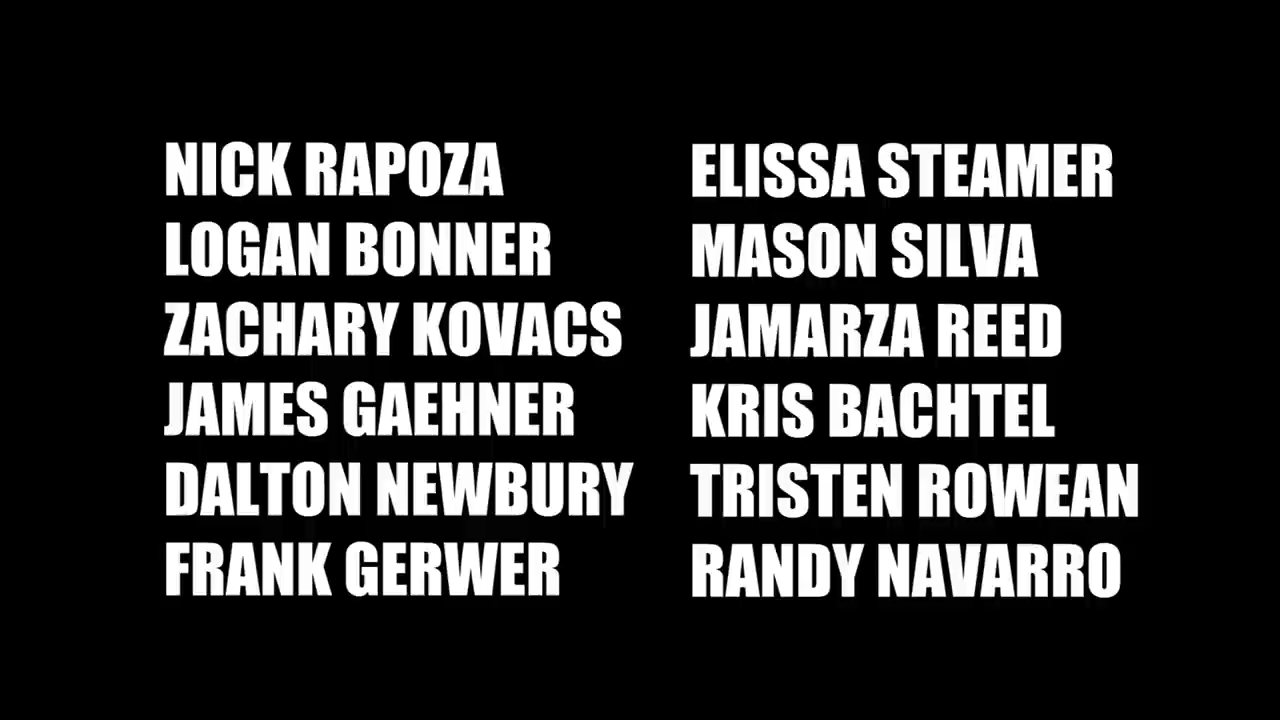 NICK RAPOZA
LOGAN BONNER
ZACHARY KOVACS
JAMES GAEHNER
DALTON NEWBURY
FRANK GERWER
ELISSA STEAMER
MASON SILVA
JAMARZA REED
KRIS BACHTEL
TRISTEN ROWEAN
RANDY NAVARRO